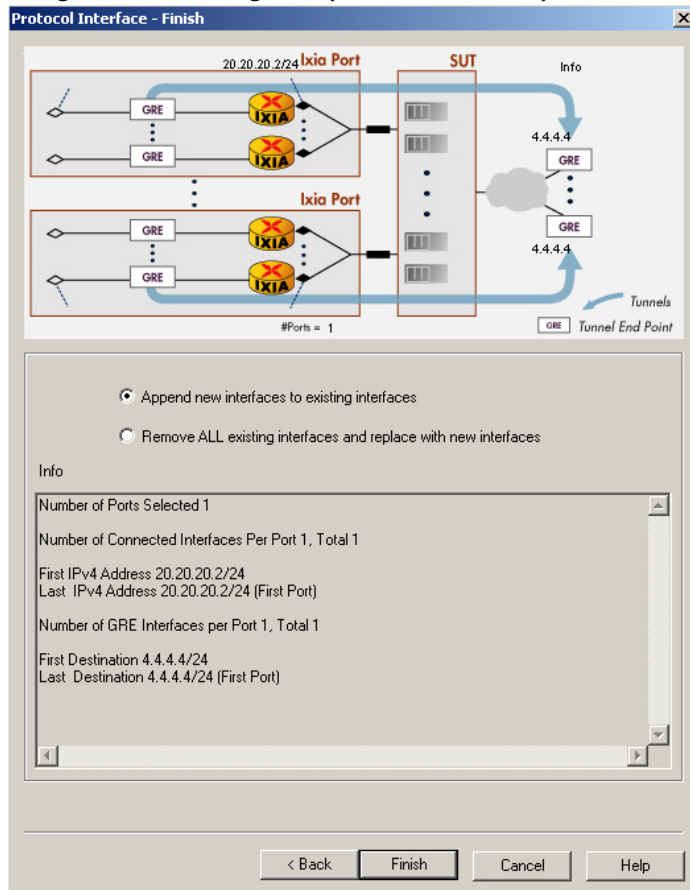 Protocol Interface - Finish
20.20.20.2/24
Ixia Port
SUT
Info
GRE
IXIA
4.4.4.4
GRE
GRE
IXIA
Ixia Port
GRE
IXIA
GRE
4.4.4.4
GRE
IXIA
Tunnels
#Ports = 1
GRE Tunnel End Point
Append new interfaces to existing interfaces
Remove ALL existing interfaces and replace with new interfaces
Info
Number of Ports Selected 1
Number of Connected Interfaces Per Port 1, Total 1
First IPv4 Address 20.20.20.2/24
Last IPv4 Address 20.20.20.2/24 (First Port)
Number of GRE Interfaces per Port 1, Total 1
First Destination 4.4.4.4/24
Last Destination 4.4.4.4/24 (First Port)
< Back
Finish
Cancel
Help